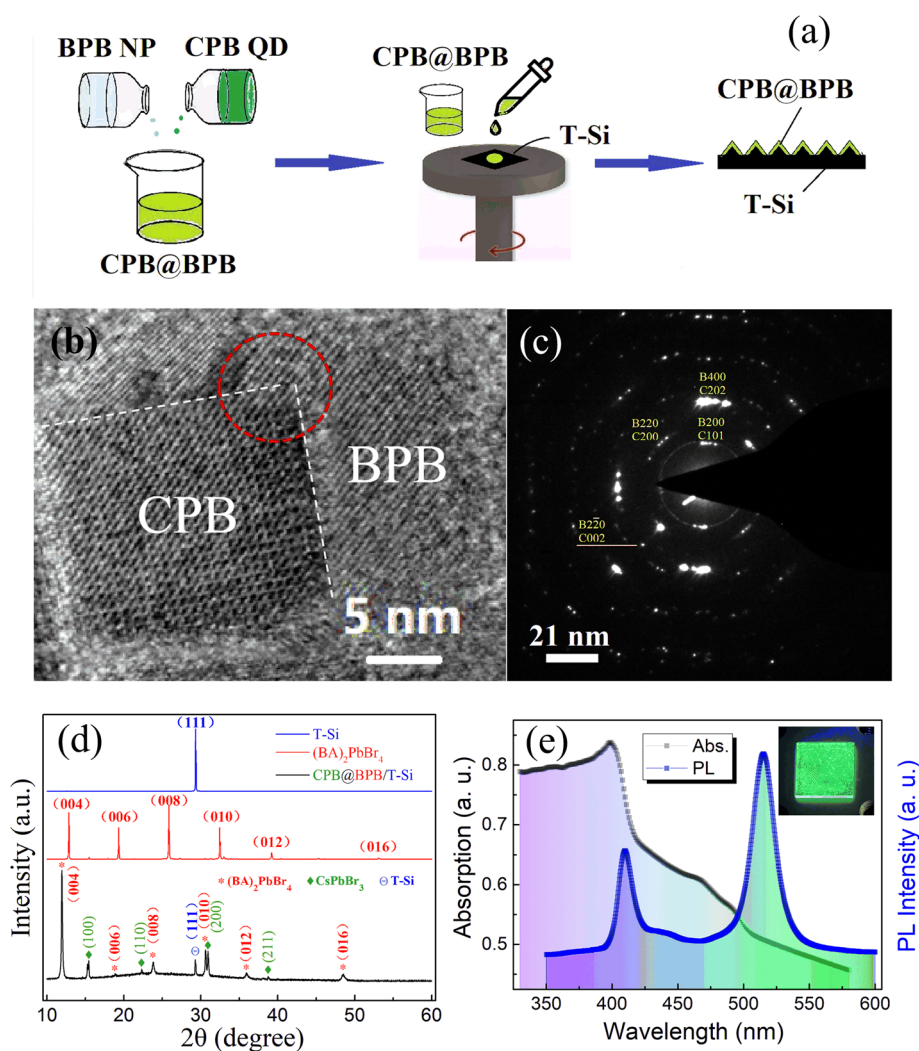 (a)
BPB NP
CPB QD
CPB@BPB
CPB@BPB
T-Si
CPB@BPB
T-Si
(b)
CPB
BPB
5 nm
(c)
B400
C202
B220
C200
B200
C101
B2̅20
C002
21 nm
(d)
(111)
T-Si
(BA)₂PbBr₄
CPB@BPB/T-Si
(004)
(006)
(008)
(010)
(012)
(016)
* (BA)₂PbBr₄ ♦ CsPbBr₃ Θ T-Si
(004)
(100)
(006)
(110)
(008)
(111)
(010)
(200)
(012)
(211)
(016)
Intensity (a.u.)
10 20 30 40 50 60
2θ (degree)
(e)
Abs.
PL
0.8
0.7
0.6
0.5
Absorption (a. u.)
PL Intensity (a. u.)
350 400 450 500 550 600
Wavelength (nm)